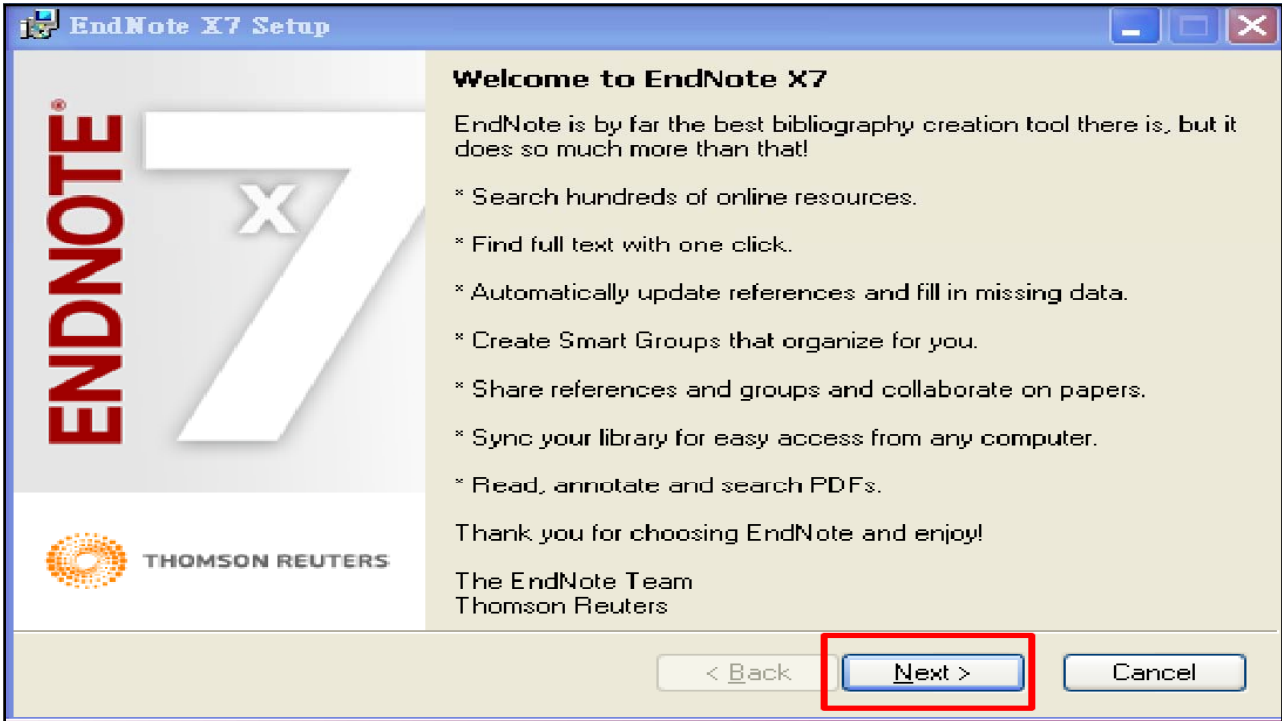 EndNote X7 Setup
ENDNOTE®
X7
THOMSON REUTERS
Welcome to EndNote X7
EndNote is by far the best bibliography creation tool there is, but it
does so much more than that!
* Search hundreds of online resources.
* Find full text with one click.
* Automatically update references and fill in missing data.
* Create Smart Groups that organize for you.
* Share references and groups and collaborate on papers.
* Sync your library for easy access from any computer.
* Read, annotate and search PDFs.
Thank you for choosing EndNote and enjoy!
The EndNote Team
Thomson Reuters
< Back Next > Cancel